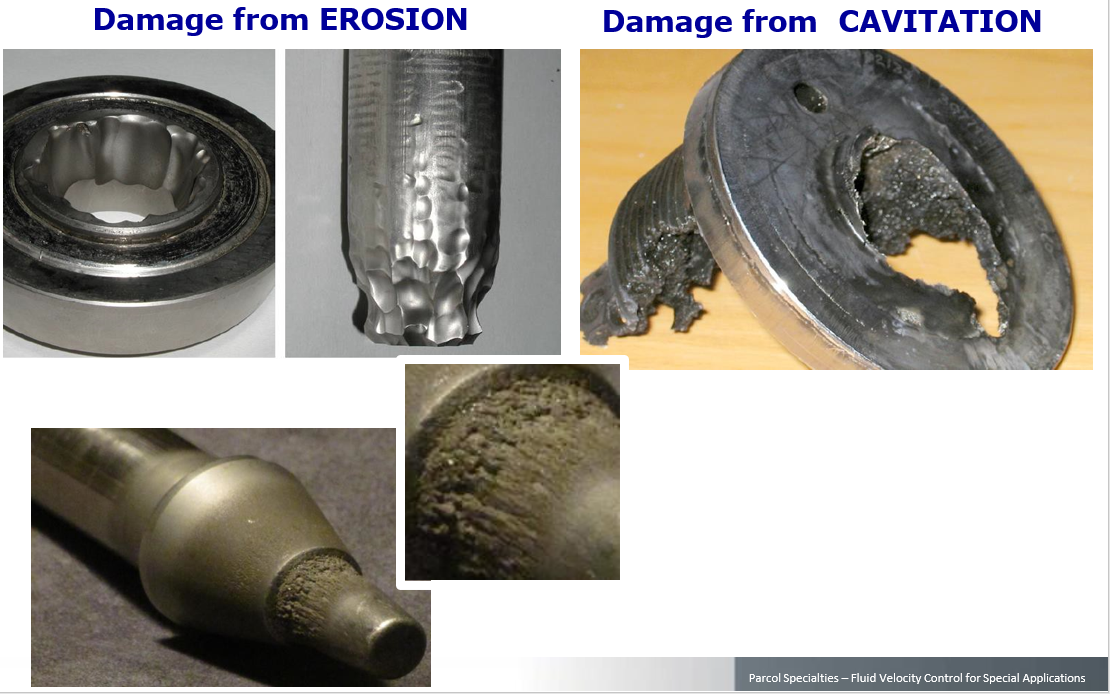 Damage from EROSION
Damage from CAVITATION
Parcol Specialties – Fluid Velocity Control for Special Applications